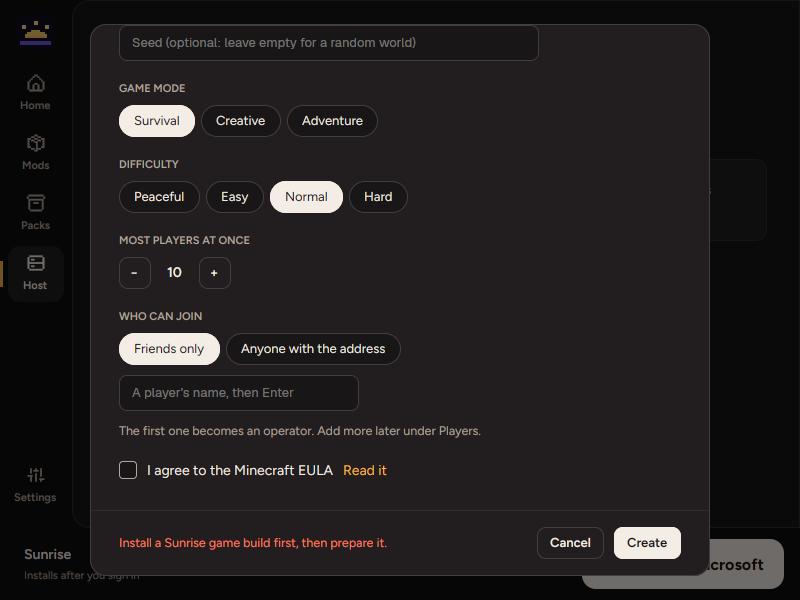 Seed (optional: leave empty for a random world)
GAME MODE
Survival
Creative
Adventure
DIFFICULTY
Peaceful
Easy
Normal
Hard
MOST PLAYERS AT ONCE
-
10
+
WHO CAN JOIN
Friends only
Anyone with the address
A player's name, then Enter
The first one becomes an operator. Add more later under Players.
I agree to the Minecraft EULA Read it
Install a Sunrise game build first, then prepare it.
Cancel
Create
Home
Mods
Packs
Host
Settings
Sunrise
Installs after you sign in